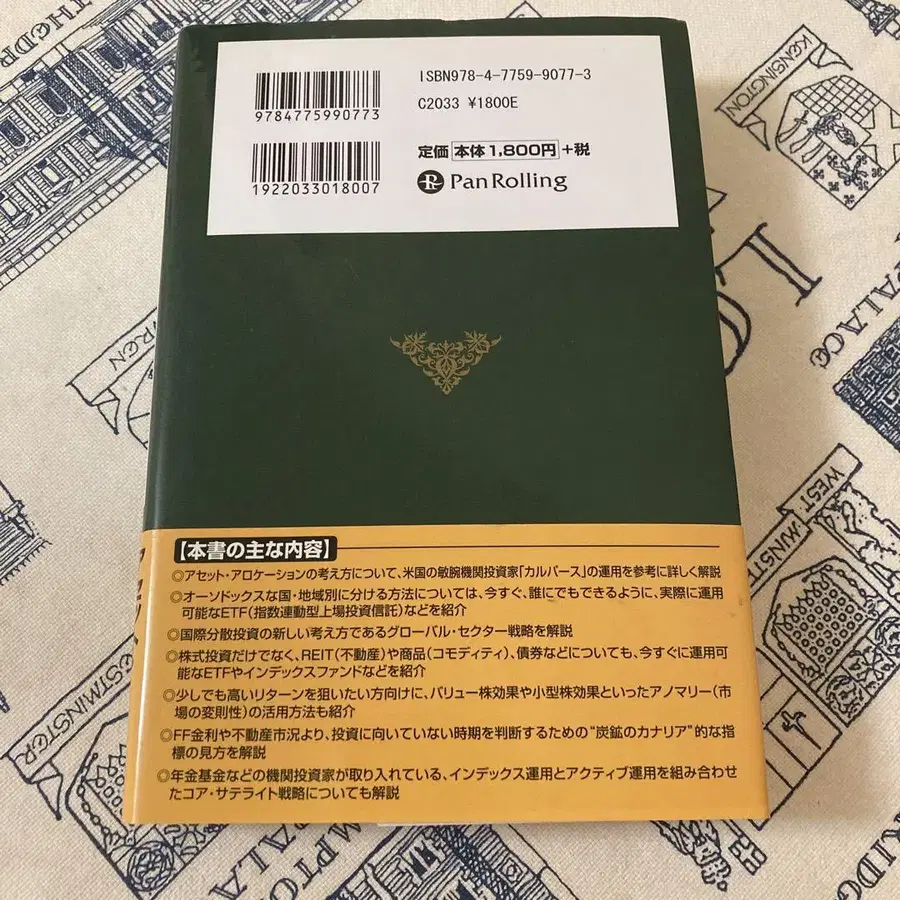 ISBN978-4-7759-9077-3
C2033 ¥1800E
9784775990773
定価 本体1,800円 +税
1922033018007
PanRolling
【本書の主な内容】
◎アセット・アロケーションの考え方について、米国の敏腕機関投資家「カルパース」の運用を参考に詳しく解説
◎オーソドックスな国・地域別に分ける方法については、今すぐ、誰にでもできるように、実際に運用
可能なETF(指数連動型上場投資信託)などを紹介
◎国際分散投資の新しい考え方であるグローバル・セクター戦略を解説
◎株式投資だけでなく、REIT(不動産)や商品(コモディティ)、債券などについても、今すぐに運用可
能なETFやインデックスファンドなどを紹介
◎少しでも高いリターンを狙いたい方向けに、バリュー株効果や小型株効果といったアノマリー(市
場の変則性)の活用方法も紹介
◎FF金利や不動産市況より、投資に向いていない時期を判断するための"炭鉱のカナリア"的な指
標の見方を解説
◎年金基金などの機関投資家が取り入れている、インデックス運用とアクティブ運用を組み合わせ
たコア・サテライト戦略についても解説
KENSINGTON
PALACE
WREN
WEST
MINSTER